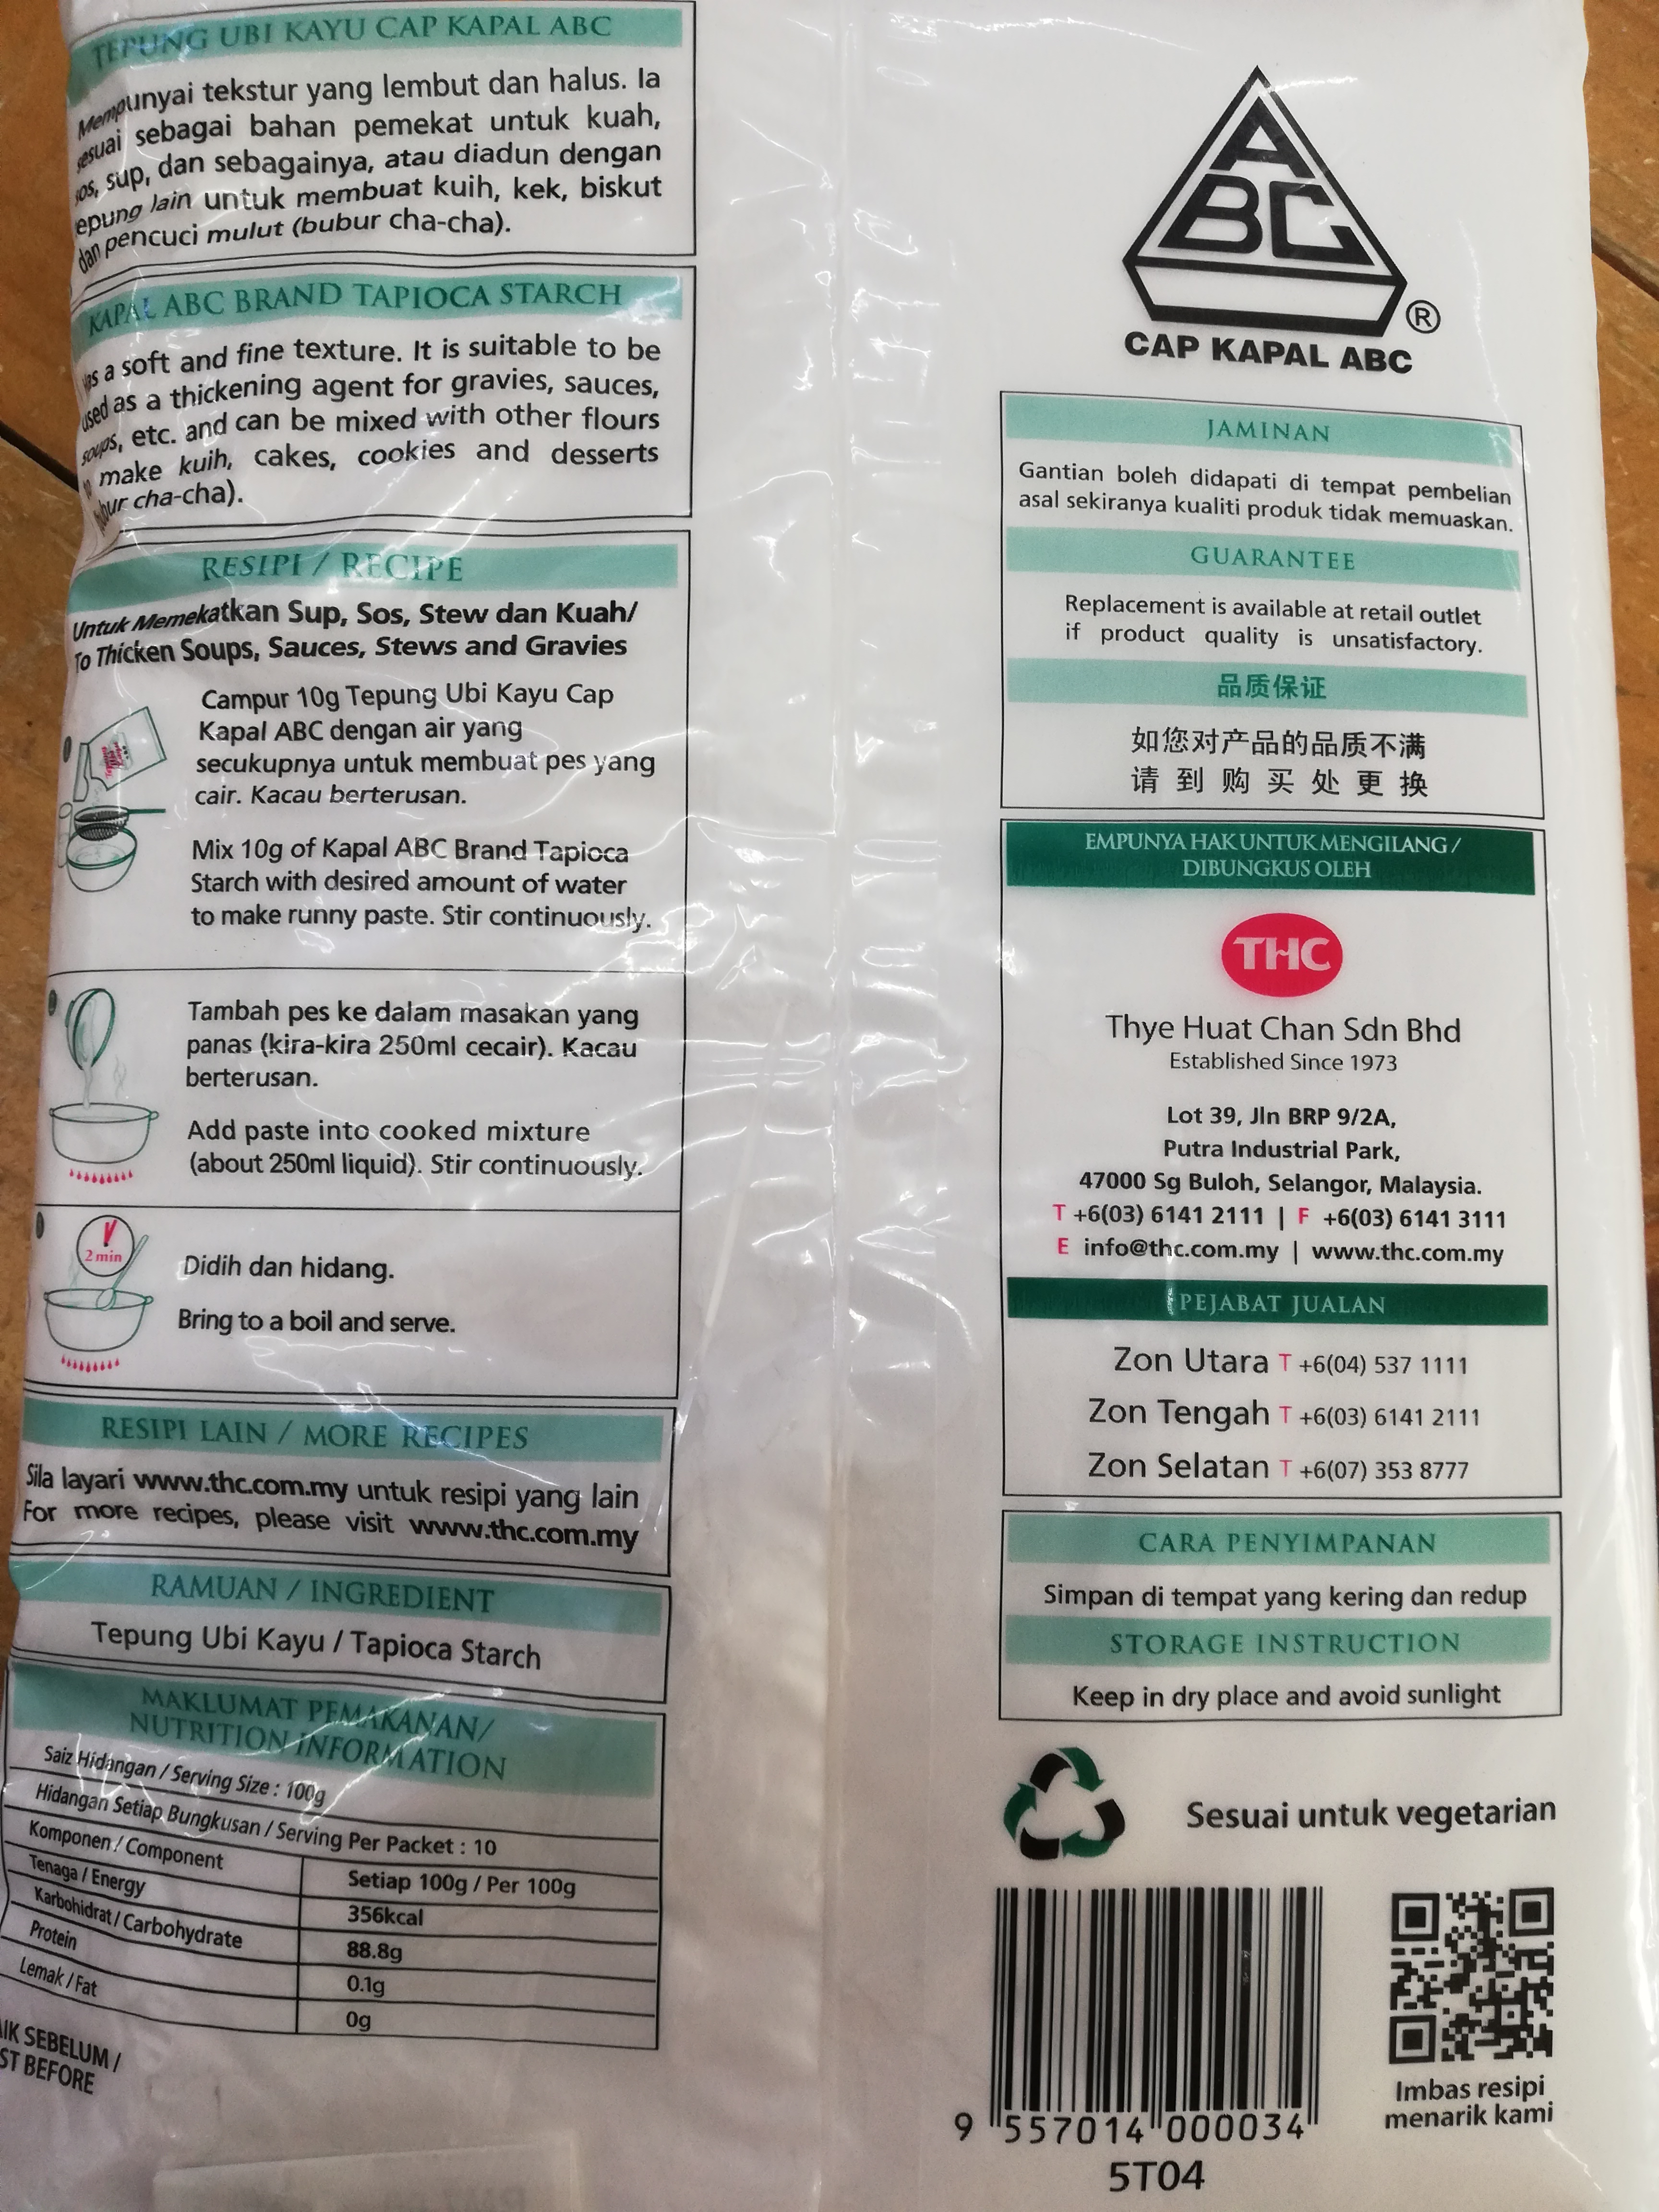 TEPUNG UBI KAYU CAP KAPAL ABC
Mempunyai tekstur yang lembut dan halus. Ia
sesuai sebagai bahan pemekat untuk kuah,
sos, sup, dan sebagainya, atau diadun dengan
epung lain untuk membuat kuih, kek, biskut
dan pencuci mulut (bubur cha-cha).
KAPAL ABC BRAND TAPIOCA STARCH
as a soft and fine texture. It is suitable to be
used as a thickening agent for gravies, sauces,
soups, etc. and can be mixed with other flours
make kuih, cakes, cookies and desserts
bur cha-cha).
RESIPI / RECIPE
Untuk Memekatkan Sup, Sos, Stew dan Kuah/
To Thicken Soups, Sauces, Stews and Gravies
Campur 10g Tepung Ubi Kayu Cap
Kapal ABC dengan air yang
secukupnya untuk membuat pes yang
cair. Kacau berterusan.
Mix 10g of Kapal ABC Brand Tapioca
Starch with desired amount of water
to make runny paste. Stir continuously.
Tambah pes ke dalam masakan yang
panas (kira-kira 250ml cecair). Kacau
berterusan.
Add paste into cooked mixture
(about 250ml liquid). Stir continuously.
2 min
Didih dan hidang.
Bring to a boil and serve.
RESIPI LAIN / MORE RECIPES
Sila layari www.thc.com.my untuk resipi yang lain
For more recipes, please visit www.thc.com.my
RAMUAN / INGREDIENT
Tepung Ubi Kayu / Tapioca Starch
MAKLUMAT PEMAKANAN/
NUTRITION INFORMATION
Saiz Hidangan / Serving Size : 100g
Hidangan Setiap Bungkusan / Serving Per Packet : 10
Komponen / Component Setiap 100g / Per 100g
Tenaga / Energy 356kcal
Karbohidrat / Carbohydrate 88.8g
Protein 0.1g
Lemak / Fat 0g
AIK SEBELUM /
ST BEFORE
A
BC
®
CAP KAPAL ABC
JAMINAN
Gantian boleh didapati di tempat pembelian
asal sekiranya kualiti produk tidak memuaskan.
GUARANTEE
Replacement is available at retail outlet
if product quality is unsatisfactory.
品质保证
如您对产品的品质不满
请到购买处更换
EMPUNYA HAK UNTUK MENGILANG /
DIBUNGKUS OLEH
THC
Thye Huat Chan Sdn Bhd
Established Since 1973
Lot 39, Jln BRP 9/2A,
Putra Industrial Park,
47000 Sg Buloh, Selangor, Malaysia.
T +6(03) 6141 2111 | F +6(03) 6141 3111
E info@thc.com.my | www.thc.com.my
PEJABAT JUALAN
Zon Utara T +6(04) 537 1111
Zon Tengah T +6(03) 6141 2111
Zon Selatan T +6(07) 353 8777
CARA PENYIMPANAN
Simpan di tempat yang kering dan redup
STORAGE INSTRUCTION
Keep in dry place and avoid sunlight
Sesuai untuk vegetarian
9 557014 000034
5T04
Imbas resipi
menarik kami